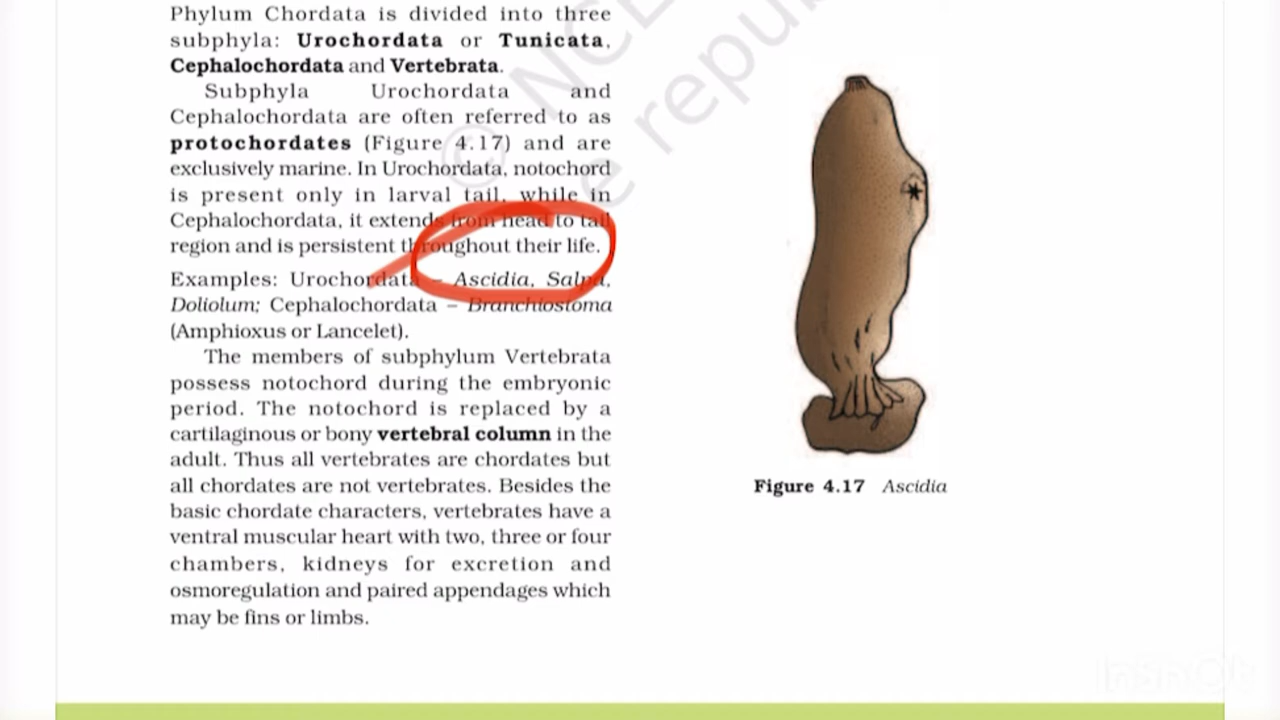 Phylum Chordata is divided into three
subphyla: Urochordata or Tunicata,
Cephalochordata and Vertebrata.
Subphyla Urochordata and
Cephalochordata are often referred to as
protochordates (Figure 4.17) and are
exclusively marine. In Urochordata, notochord
is present only in larval tail, while in
Cephalochordata, it extends from head to tail
region and is persistent throughout their life.
Examples: Urochordata – Ascidia, Salpa,
Doliolum; Cephalochordata – Branchiostoma
(Amphioxus or Lancelet).
The members of subphylum Vertebrata
possess notochord during the embryonic
period. The notochord is replaced by a
cartilaginous or bony vertebral column in the
adult. Thus all vertebrates are chordates but
all chordates are not vertebrates. Besides the
basic chordate characters, vertebrates have a
ventral muscular heart with two, three or four
chambers, kidneys for excretion and
osmoregulation and paired appendages which
may be fins or limbs.
Figure 4.17 Ascidia